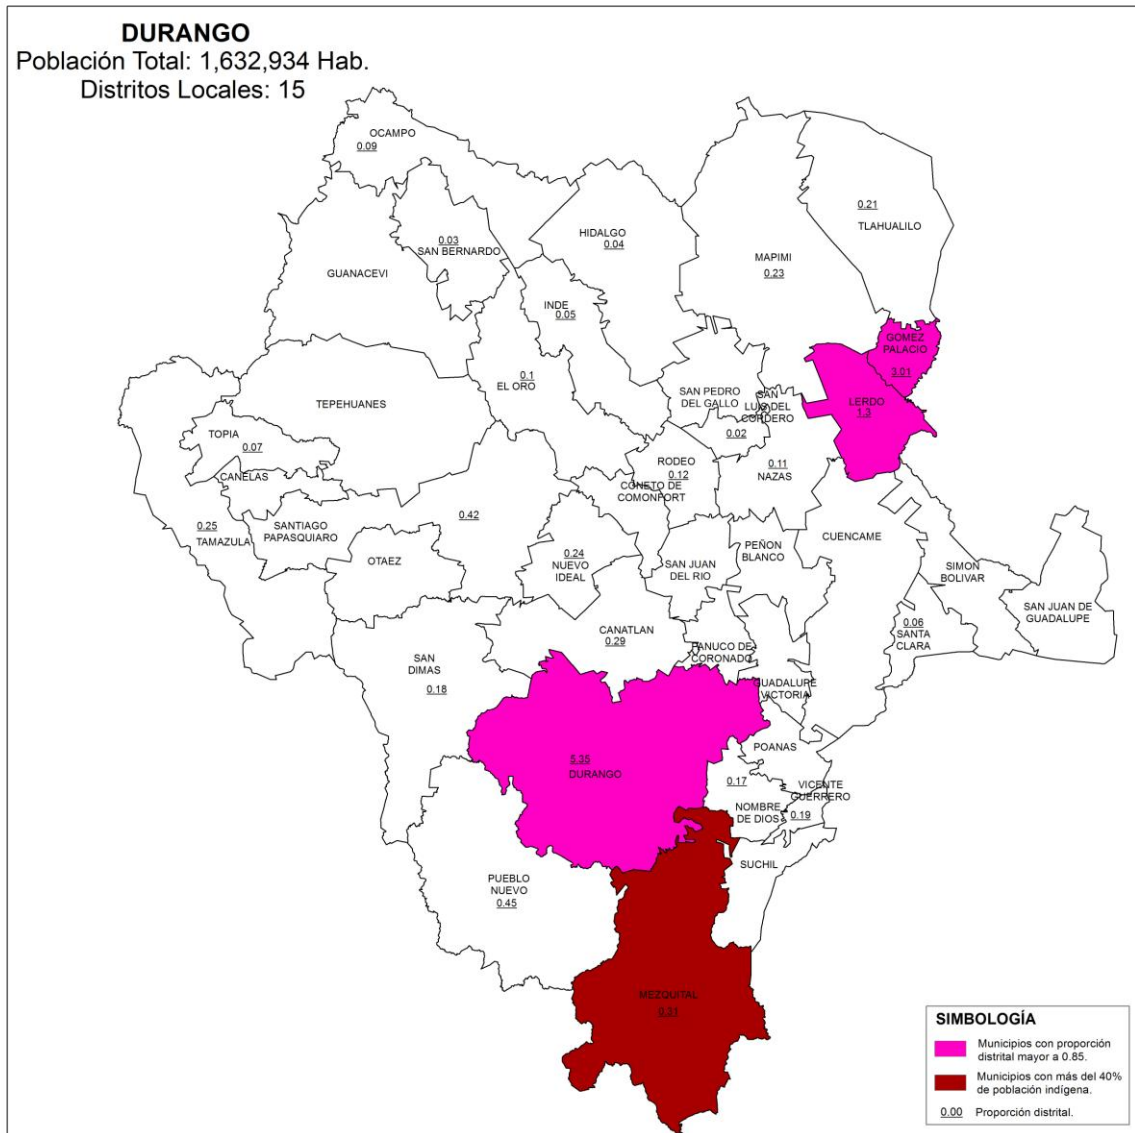 DURANGO
Población Total: 1,632,934 Hab.
Distritos Locales: 15
OCAMPO
0.09
0.03
SAN BERNARDO
HIDALGO
0.04
0.21
TLAHUALILO
MAPIMI
0.23
GUANACEVI
INDE
0.05
GOMEZ
PALACIO
3.01
0.1
EL ORO
SAN PEDRO
DEL GALLO
SAN
LUIS DEL
CORDERO
LERDO
1.3
TEPEHUANES
TOPIA
0.07
0.02
CANELAS
RODEO
0.12
0.11
NAZAS
CONETO DE
COMONFORT
0.25
TAMAZULA
SANTIAGO
PAPASQUIARO
0.42
OTAEZ
0.24
NUEVO
IDEAL
SAN JUAN
DEL RIO
PEÑON
BLANCO
CUENCAME
SIMON
BOLIVAR
SAN JUAN DE
GUADALUPE
0.06
SANTA
CLARA
CANATLAN
0.29
PANUCO DE
CORONADO
SAN
DIMAS
0.18
GUADALUPE
VICTORIA
5.35
DURANGO
POANAS
0.17
NOMBRE
DE DIOS
VICENTE
GUERRERO
0.19
SUCHIL
PUEBLO
NUEVO
0.45
MEZQUITAL
0.31
SIMBOLOGÍA
Municipios con proporción
distrital mayor a 0.85.
Municipios con más del 40%
de población indígena.
0.00 Proporción distrital.